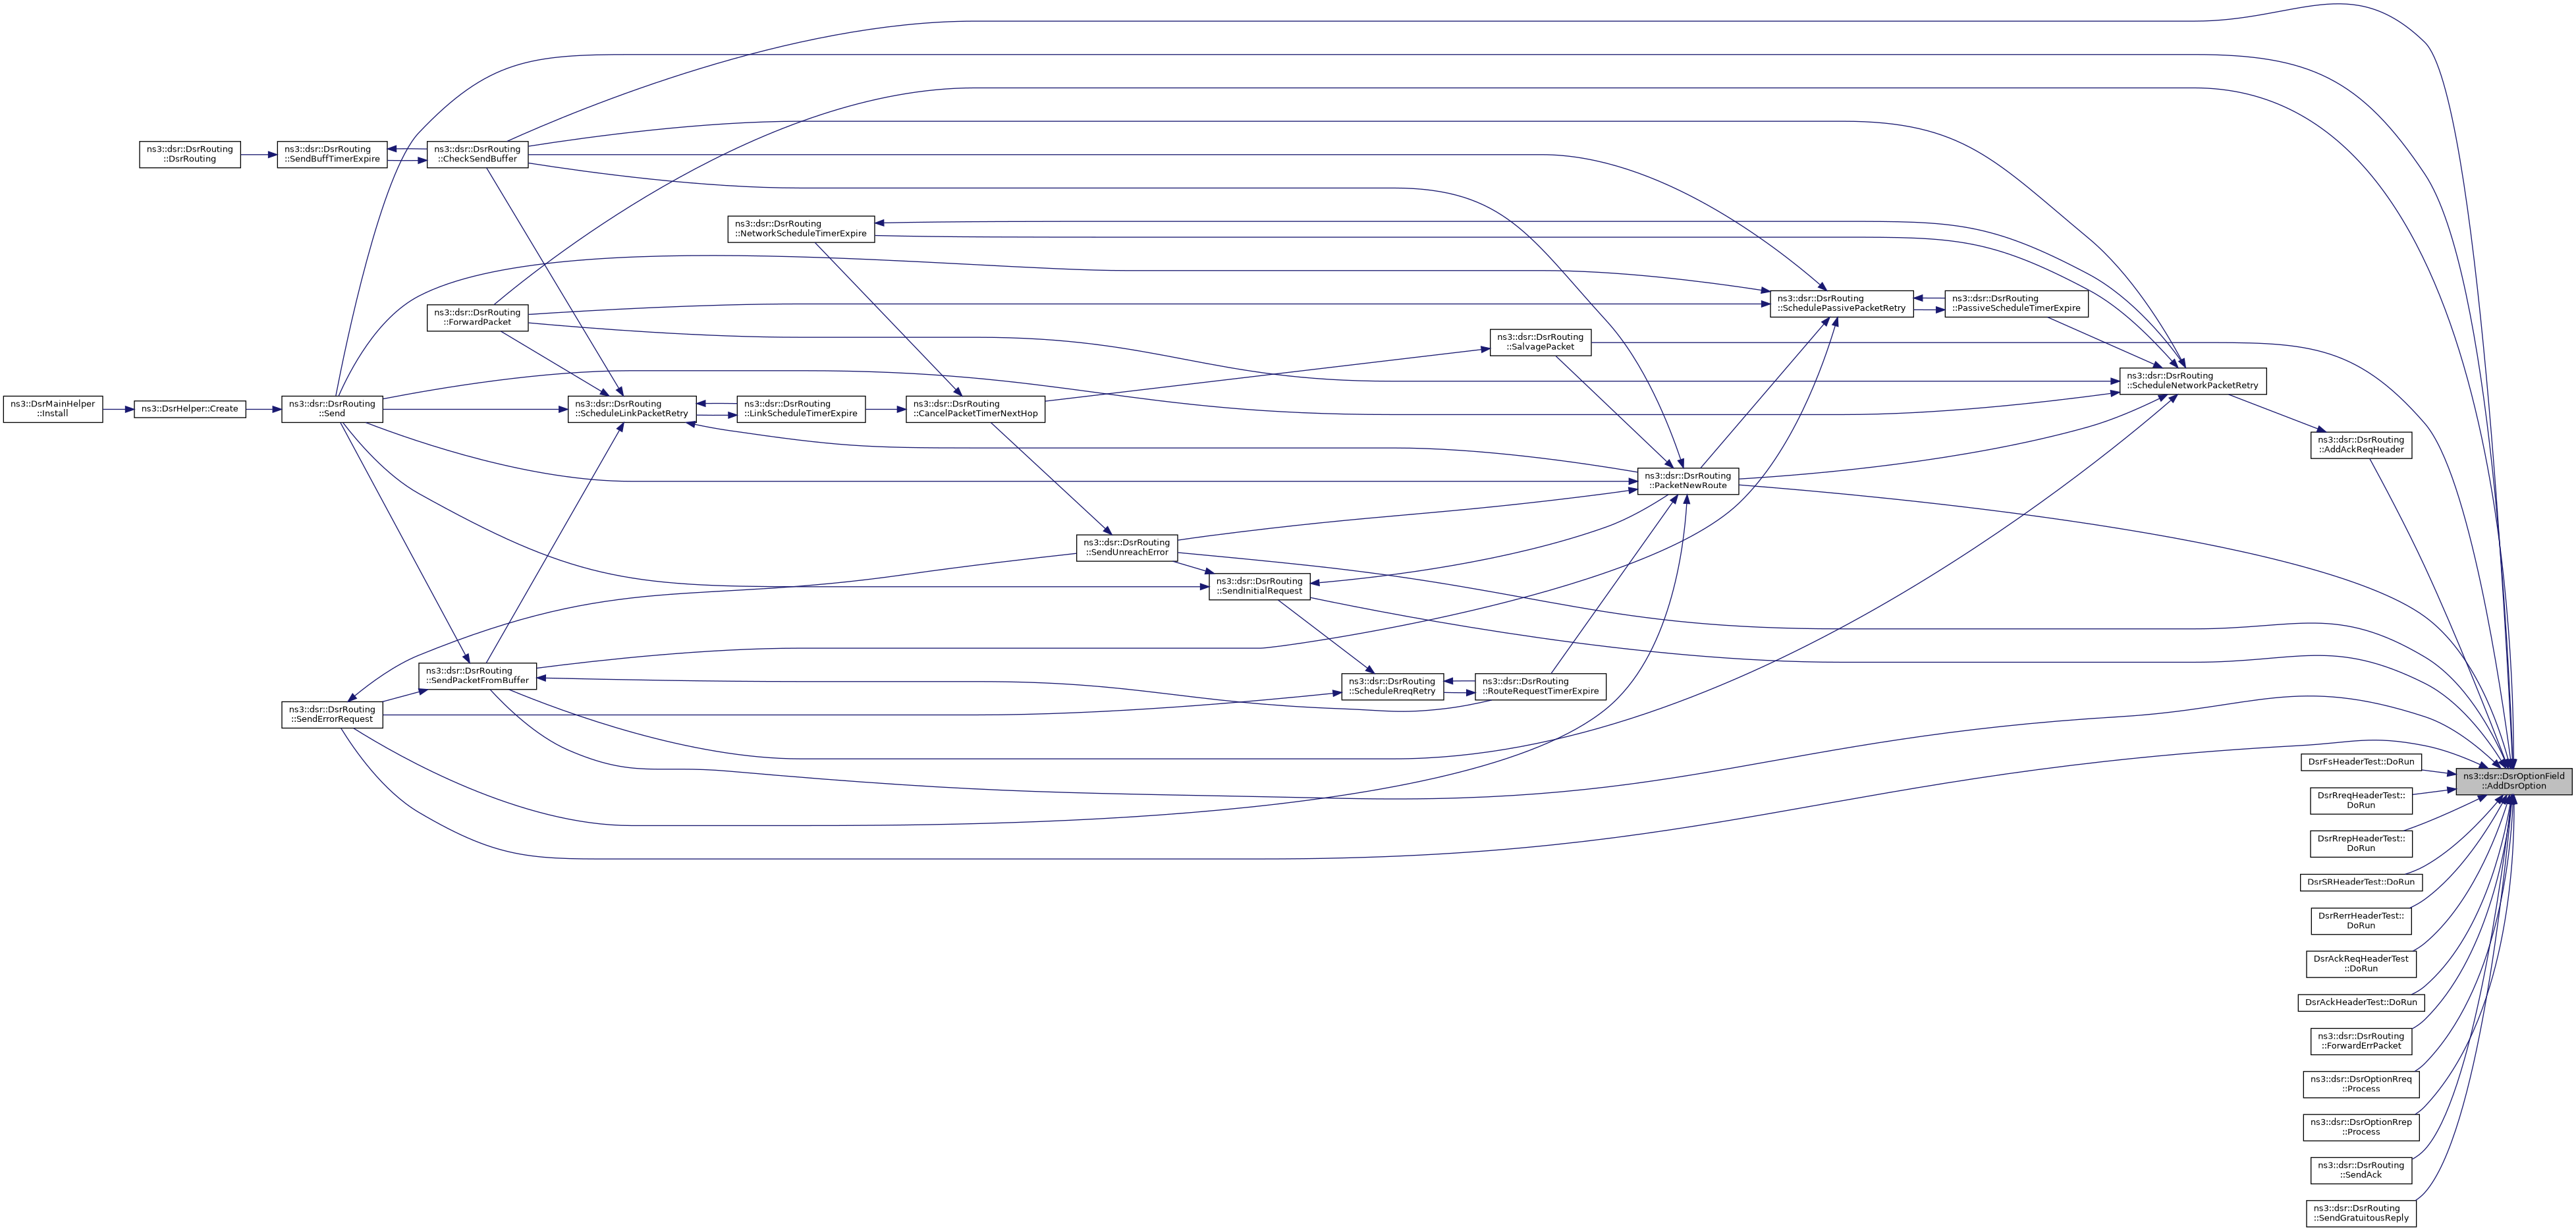 ns3::dsr::DsrRouting
::DsrRouting
ns3::dsr::DsrRouting
::SendBuffTimerExpire
ns3::dsr::DsrRouting
::CheckSendBuffer
ns3::dsr::DsrRouting
::NetworkScheduleTimerExpire
ns3::dsr::DsrRouting
::ForwardPacket
ns3::dsr::DsrRouting
::SchedulePassivePacketRetry
ns3::dsr::DsrRouting
::PassiveScheduleTimerExpire
ns3::dsr::DsrRouting
::SalvagePacket
ns3::dsr::DsrRouting
::ScheduleNetworkPacketRetry
ns3::DsrMainHelper
::Install
ns3::DsrHelper::Create
ns3::dsr::DsrRouting
::Send
ns3::dsr::DsrRouting
::ScheduleLinkPacketRetry
ns3::dsr::DsrRouting
::LinkScheduleTimerExpire
ns3::dsr::DsrRouting
::CancelPacketTimerNextHop
ns3::dsr::DsrRouting
::AddAckReqHeader
ns3::dsr::DsrRouting
::PacketNewRoute
ns3::dsr::DsrRouting
::SendUnreachError
ns3::dsr::DsrRouting
::SendInitialRequest
ns3::dsr::DsrRouting
::SendPacketFromBuffer
ns3::dsr::DsrRouting
::ScheduleRreqRetry
ns3::dsr::DsrRouting
::RouteRequestTimerExpire
ns3::dsr::DsrRouting
::SendErrorRequest
DsrFsHeaderTest::DoRun
ns3::dsr::DsrOptionField
::AddDsrOption
DsrRreqHeaderTest::
DoRun
DsrRrepHeaderTest::
DoRun
DsrSRHeaderTest::DoRun
DsrRerrHeaderTest::
DoRun
DsrAckReqHeaderTest
::DoRun
DsrAckHeaderTest::DoRun
ns3::dsr::DsrRouting
::ForwardErrPacket
ns3::dsr::DsrOptionRreq
::Process
ns3::dsr::DsrOptionRrep
::Process
ns3::dsr::DsrRouting
::SendAck
ns3::dsr::DsrRouting
::SendGratuitousReply